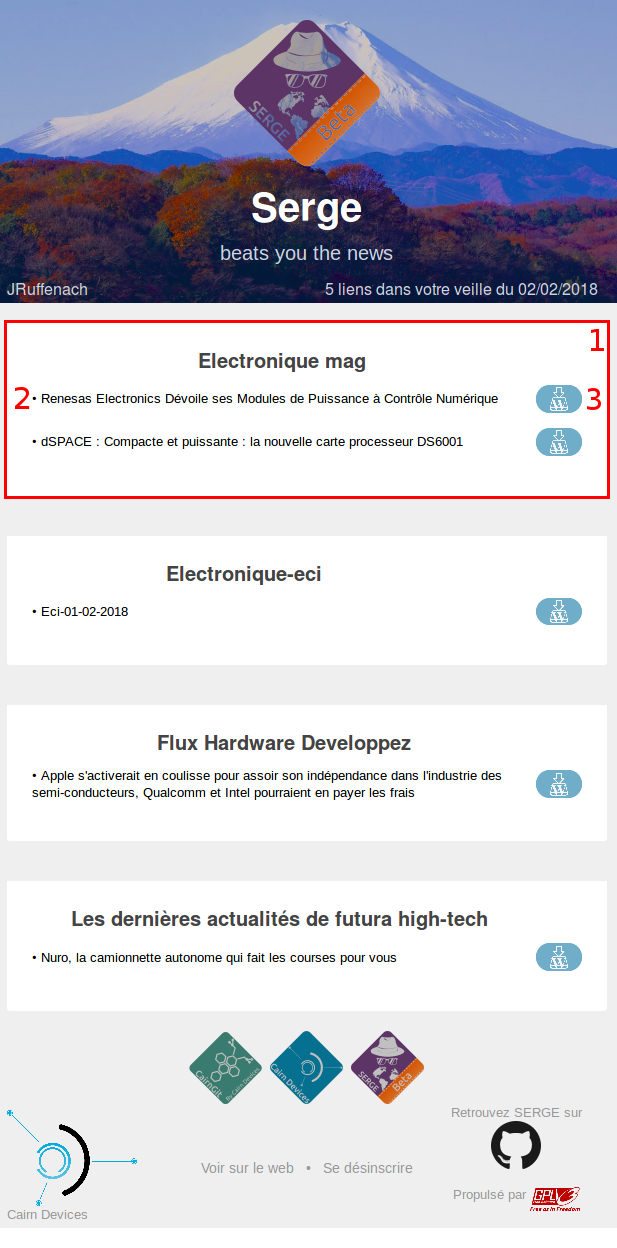 SERGE
Beta
Serge
beats you the news
JRuffenach
5 liens dans votre veille du 02/02/2018
1
Electronique mag
2
• Renesas Electronics Dévoile ses Modules de Puissance à Contrôle Numérique
3
• dSPACE : Compacte et puissante : la nouvelle carte processeur DS6001
Electronique-eci
• Eci-01-02-2018
Flux Hardware Developpez
• Apple s'activerait en coulisse pour assoir son indépendance dans l'industrie des
semi-conducteurs, Qualcomm et Intel pourraient en payer les frais
Les dernières actualités de futura high-tech
• Nuro, la camionnette autonome qui fait les courses pour vous
CairnGit
by Cairn Devices
Cairn Devices
SERGE
Beta
Retrouvez SERGE sur
Voir sur le web • Se désinscrire
Propulsé par
GPLv3
Free as in Freedom
Cairn Devices